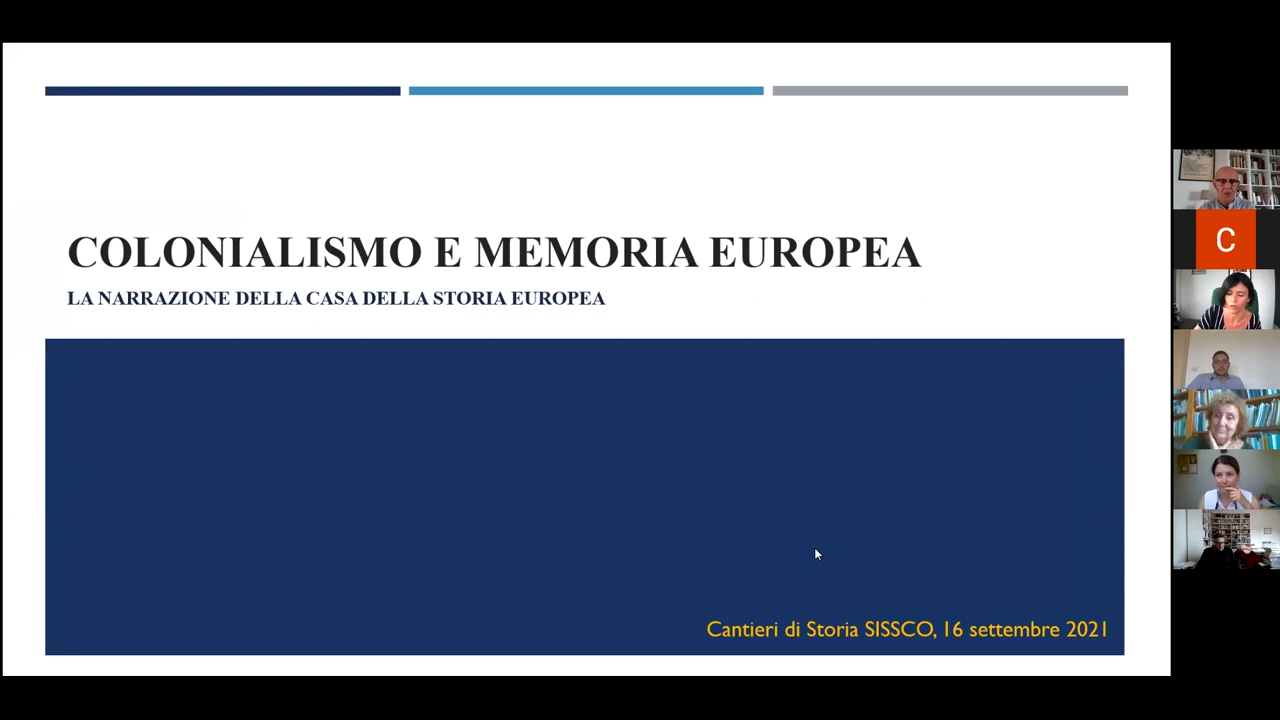 COLONIALISMO E MEMORIA EUROPEA
LA NARRAZIONE DELLA CASA DELLA STORIA EUROPEA
Cantieri di Storia SISSCO, 16 settembre 2021
C